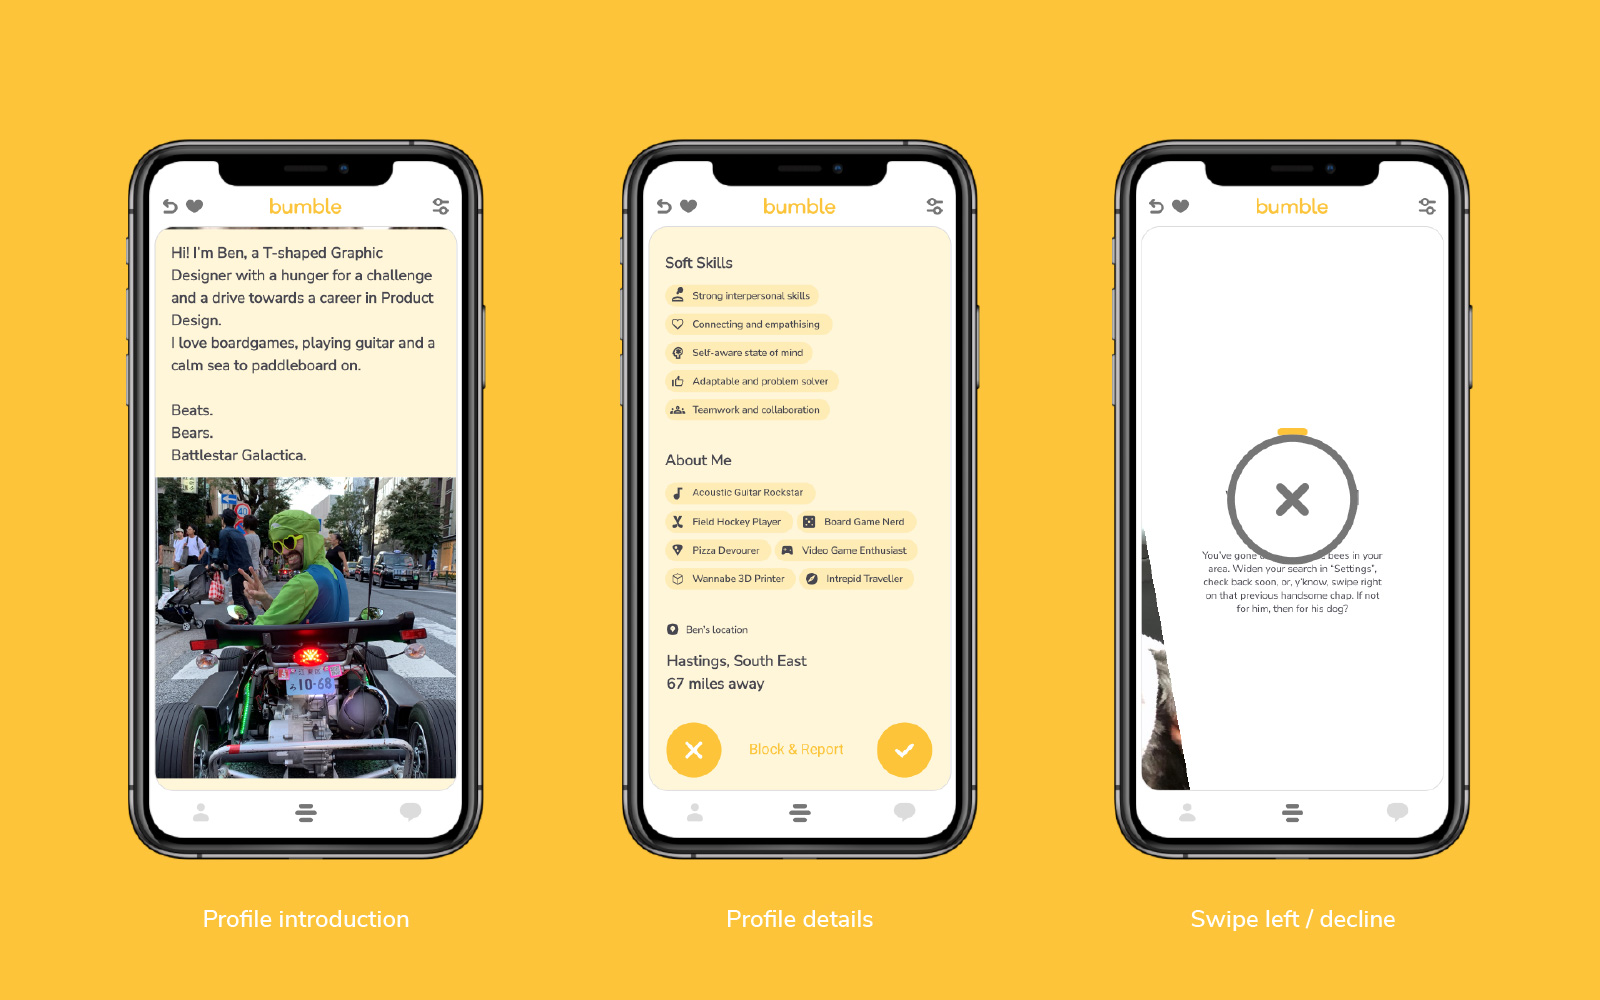 bumble
Hi! I'm Ben, a T-shaped Graphic
Designer with a hunger for a challenge
and a drive towards a career in Product
Design.
I love boardgames, playing guitar and a
calm sea to paddleboard on.
Beats.
Bears.
Battlestar Galactica.
40
10-68
Profile introduction
bumble
Soft Skills
Strong interpersonal skills
Connecting and empathising
Self-aware state of mind
Adaptable and problem solver
Teamwork and collaboration
About Me
Acoustic Guitar Rockstar
Field Hockey Player
Board Game Nerd
Pizza Devourer
Video Game Enthusiast
Wannabe 3D Printer
Intrepid Traveller
Ben's location
Hastings, South East
67 miles away
Block & Report
Profile details
bumble
You've gone bees in your
area. Widen your search in "Settings",
check back soon, or, y'know, swipe right
on that previous handsome chap. If not
for him, then for his dog?
Swipe left / decline